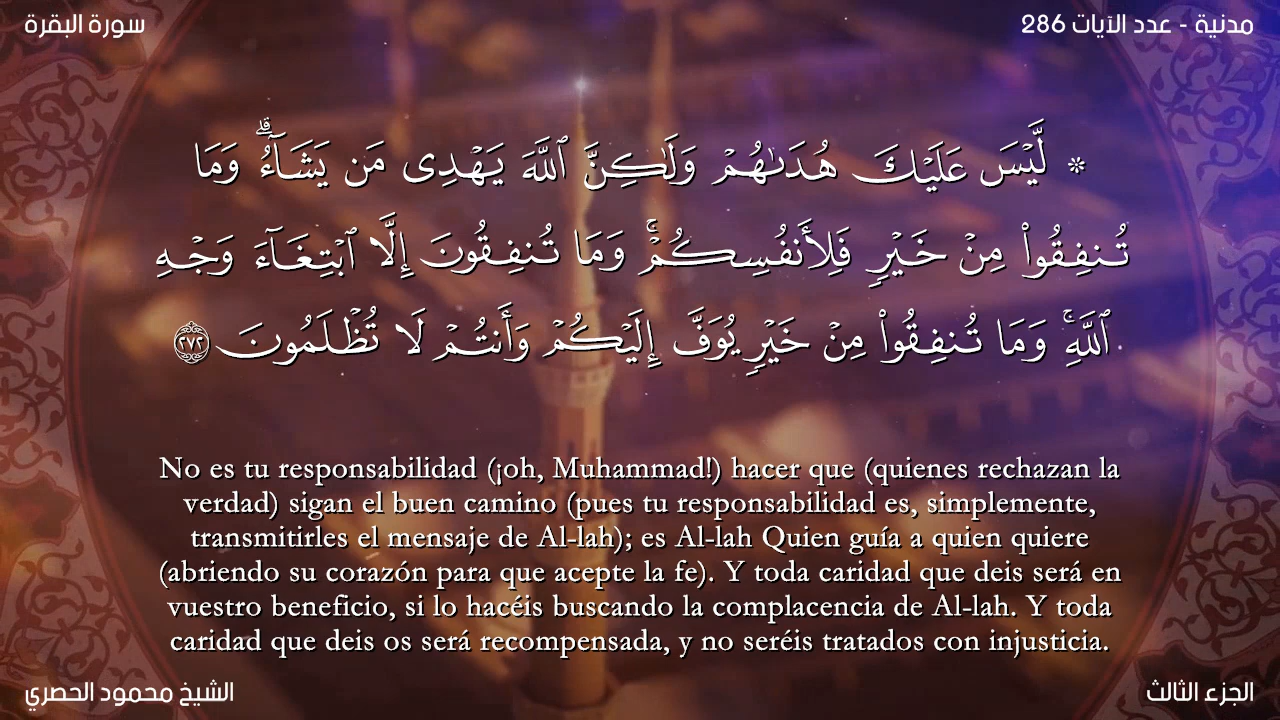 سورة البقرة
مدنية - عدد الآيات 286
* لَّيْسَ عَلَيْكَ هُدَىٰهُمْ وَلَٰكِنَّ ٱللَّهَ يَهْدِى مَن يَشَآءُ ۗ وَمَا
تُنفِقُوا۟ مِنْ خَيْرٍ فَلِأَنفُسِكُمْ ۚ وَمَا تُنفِقُونَ إِلَّا ٱبْتِغَآءَ وَجْهِ
ٱللَّهِ ۚ وَمَا تُنفِقُوا۟ مِنْ خَيْرٍ يُوَفَّ إِلَيْكُمْ وَأَنتُمْ لَا تُظْلَمُونَ ٢٧٢
No es tu responsabilidad (¡oh, Muhammad!) hacer que (quienes rechazan la
verdad) sigan el buen camino (pues tu responsabilidad es, simplemente,
transmitirles el mensaje de Al-lah); es Al-lah Quien guía a quien quiere
(abriendo su corazón para que acepte la fe). Y toda caridad que deis será en
vuestro beneficio, si lo hacéis buscando la complacencia de Al-lah. Y toda
caridad que deis os será recompensada, y no seréis tratados con injusticia.
الشيخ محمود الحصري
الجزء الثالث